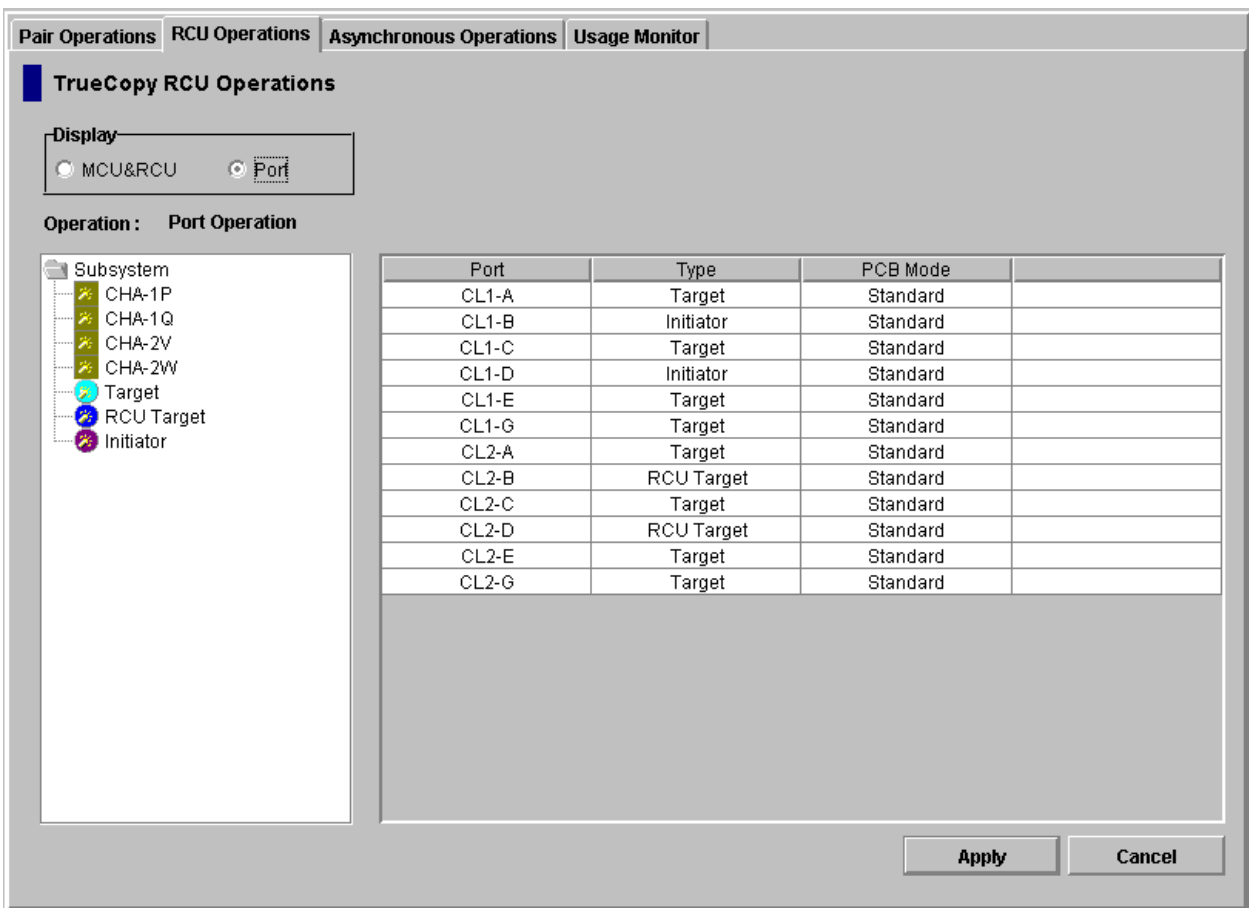 Pair Operations RCU Operations Asynchronous Operations Usage Monitor
TrueCopy RCU Operations
Display
MCU&RCU Port
Operation : Port Operation
Subsystem
CHA-1P
CHA-1Q
CHA-2V
CHA-2W
Target
RCU Target
Initiator
Port Type PCB Mode
CL1-A Target Standard
CL1-B Initiator Standard
CL1-C Target Standard
CL1-D Initiator Standard
CL1-E Target Standard
CL1-G Target Standard
CL2-A Target Standard
CL2-B RCU Target Standard
CL2-C Target Standard
CL2-D RCU Target Standard
CL2-E Target Standard
CL2-G Target Standard
Apply Cancel